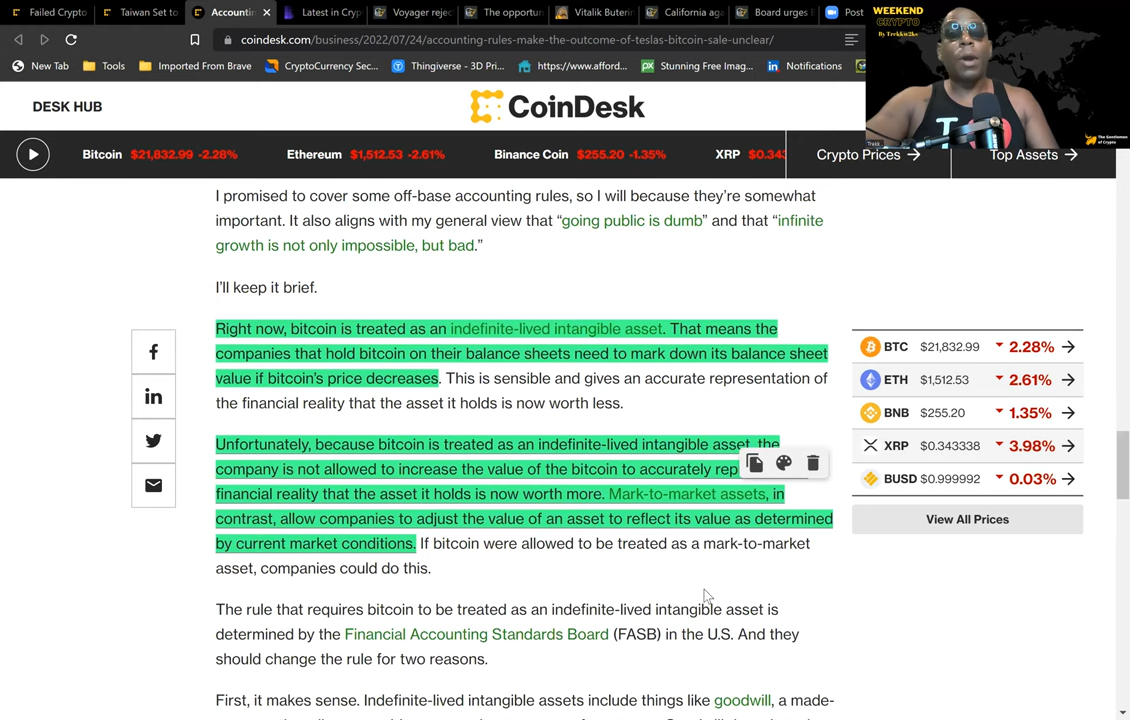 Failed Crypto
Taiwan Set to
Accountin
Latest in Cryp
Voyager rejec
The opportun
Vitalik Buterin
California aga
Board urges
Post
WEEKEND
CRYPTO
By Trekkin2ks
coindesk.com/business/2022/07/24/accounting-rules-make-the-outcome-of-teslas-bitcoin-sale-unclear/
New Tab
Tools
Imported From Brave
CryptoCurrency Sec...
Thingiverse - 3D Pri...
https://www.afford...
Stunning Free Imag...
Notifications
Trekk
The Gentlemen
of Crypto
DESK HUB
CoinDesk
Bitcoin $21,832.99 -2.28%
Ethereum $1,512.53 -2.61%
Binance Coin $255.20 -1.35%
XRP $0.343
Crypto Prices
Top Assets
I promised to cover some off-base accounting rules, so I will because they're somewhat
important. It also aligns with my general view that “going public is dumb” and that “infinite
growth is not only impossible, but bad.”
I'll keep it brief.
Right now, bitcoin is treated as an indefinite-lived intangible asset. That means the
companies that hold bitcoin on their balance sheets need to mark down its balance sheet
value if bitcoin's price decreases. This is sensible and gives an accurate representation of
the financial reality that the asset it holds is now worth less.
Unfortunately, because bitcoin is treated as an indefinite-lived intangible asset, the
company is not allowed to increase the value of the bitcoin to accurately rep
financial reality that the asset it holds is now worth more. Mark-to-market assets, in
contrast, allow companies to adjust the value of an asset to reflect its value as determined
by current market conditions. If bitcoin were allowed to be treated as a mark-to-market
asset, companies could do this.
The rule that requires bitcoin to be treated as an indefinite-lived intangible asset is
determined by the Financial Accounting Standards Board (FASB) in the U.S. And they
should change the rule for two reasons.
First, it makes sense. Indefinite-lived intangible assets include things like goodwill, a made-
BTC $21,832.99 2.28%
ETH $1,512.53 2.61%
BNB $255.20 1.35%
XRP $0.343338 3.98%
BUSD $0.999992 0.03%
View All Prices